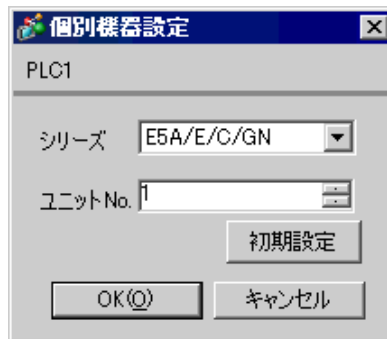 個別機器設定
PLC1
シリーズ E5A/E/C/GN
ユニットNo. 1
初期設定
OK(O) キャンセル